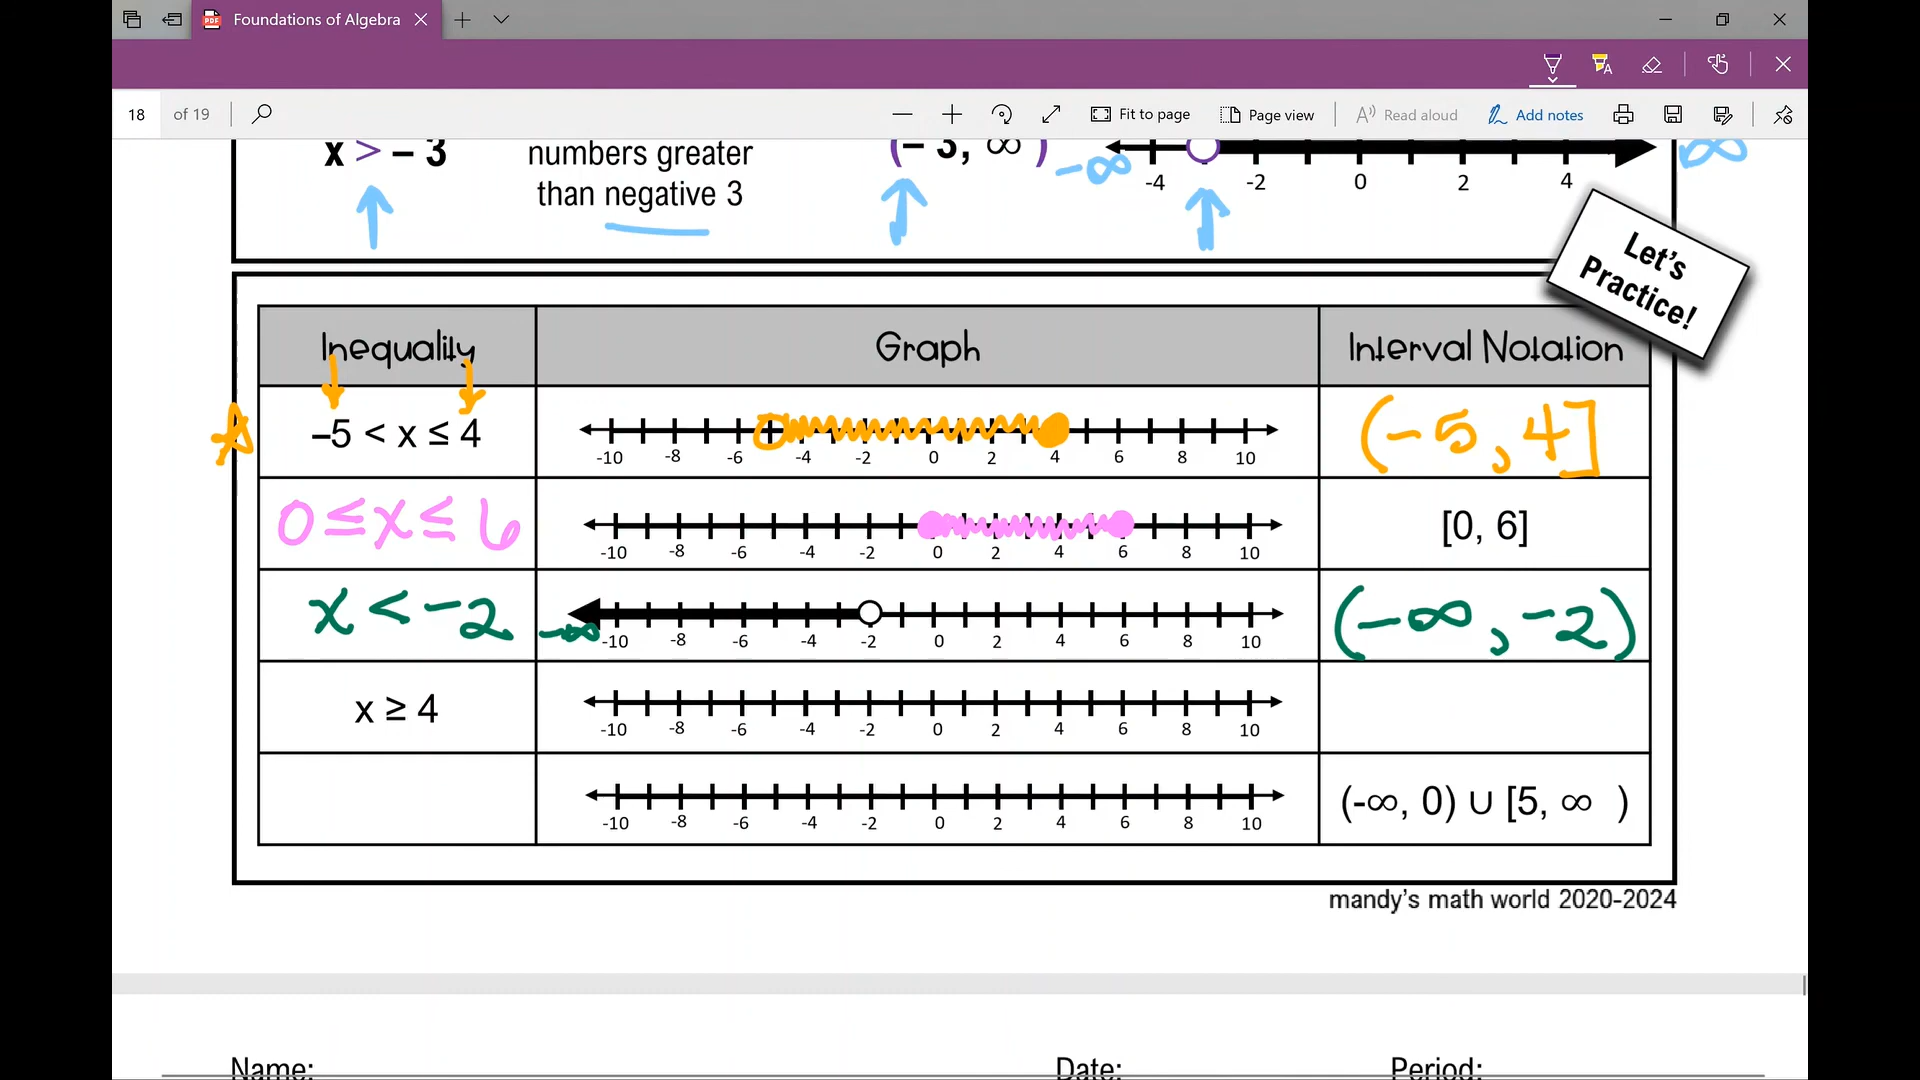 Foundations of Algebra
18 of 19
Fit to page
Page view
Read aloud
Add notes
x > – 3
numbers greater
than negative 3
(– 3, ∞ )
-∞
∞
-4 -2 0 2 4
Let's
Practice!
Inequality Graph Interval Notation
–5 < x ≤ 4
-10 -8 -6 -4 -2 0 2 4 6 8 10
(-5, 4]
0 ≤ x ≤ 6
-10 -8 -6 -4 -2 0 2 4 6 8 10
[0, 6]
x < -2
-∞
-10 -8 -6 -4 -2 0 2 4 6 8 10
(-∞, -2)
x ≥ 4
-10 -8 -6 -4 -2 0 2 4 6 8 10
-10 -8 -6 -4 -2 0 2 4 6 8 10
(-∞, 0) ∪ [5, ∞ )
mandy's math world 2020-2024
Name: Date: Period: